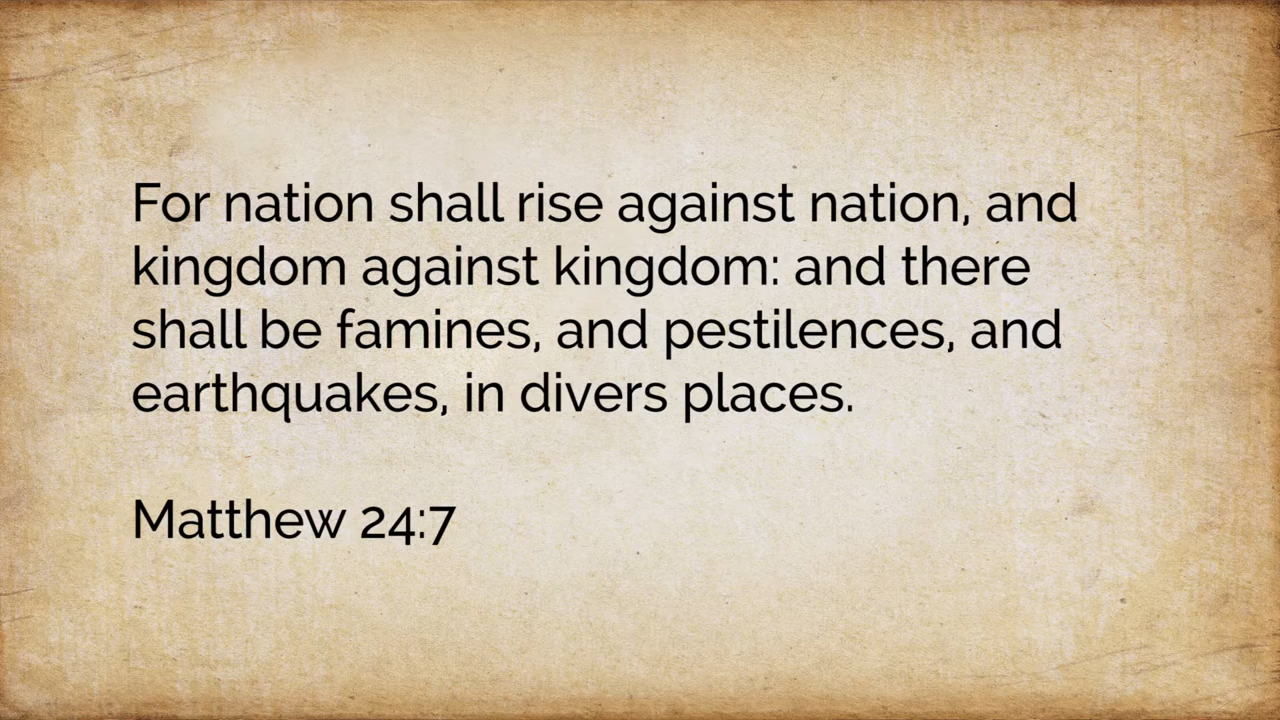 For nation shall rise against nation, and
kingdom against kingdom: and there
shall be famines, and pestilences, and
earthquakes, in divers places.
Matthew 24:7